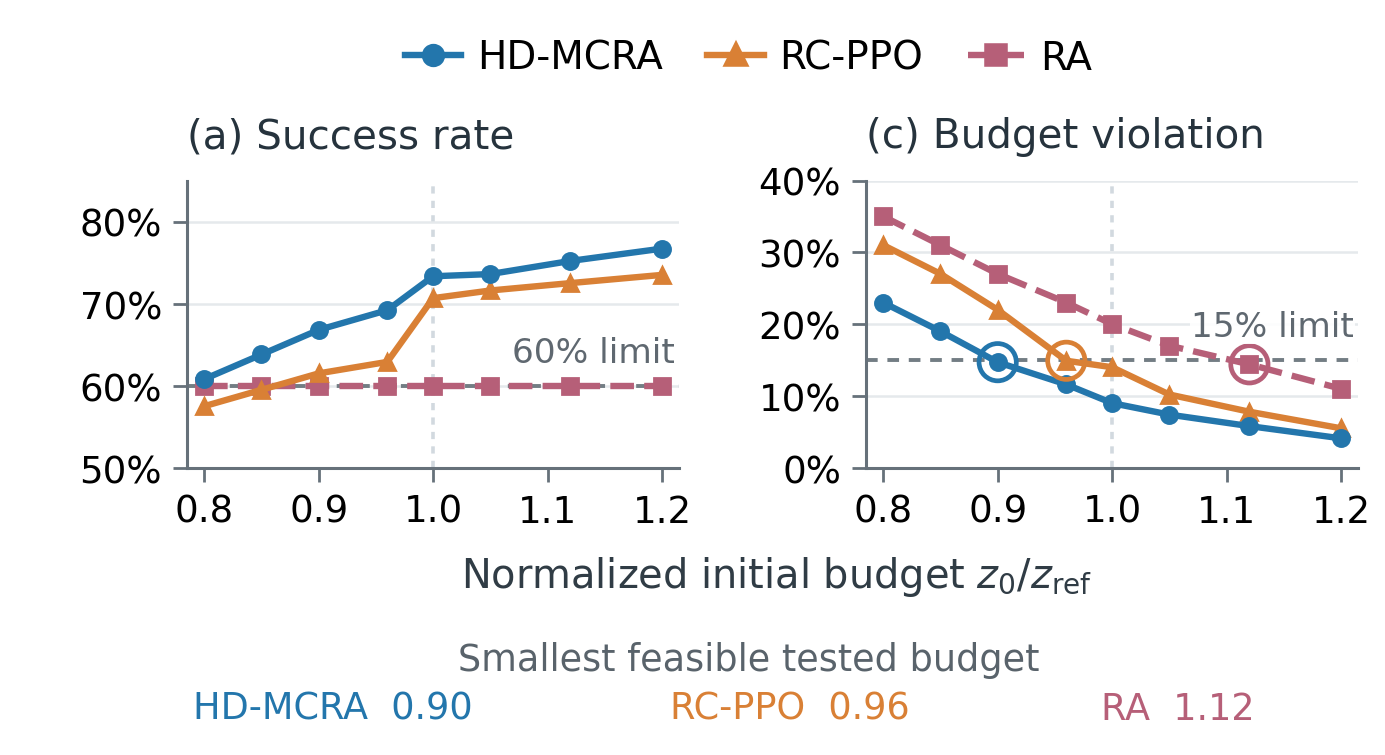 HD-MCRA RC-PPO RA
(a) Success rate
80%
70%
60%
50%
60% limit
0.8 0.9 1.0 1.1 1.2
(c) Budget violation
40%
30%
20%
10%
0%
15% limit
0.8 0.9 1.0 1.1 1.2
Normalized initial budget z₀/z_ref
Smallest feasible tested budget
HD-MCRA 0.90 RC-PPO 0.96 RA 1.12